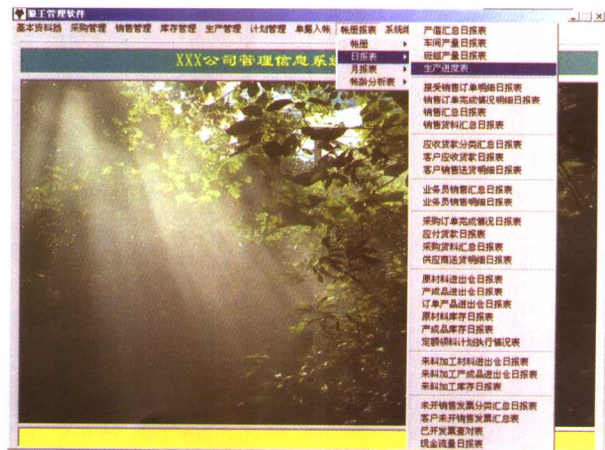 狼王管理软件
基本资料档 采购管理 销售管理 库存管理 生产管理 计划管理 单据入帐 帐册报表 系统
XXX公司管理信息系
帐册
日报表
月报表
帐龄分析表
产值汇总日报表
车间产量日报表
班组产量日报表
生产进度表
接受销售订单明细日报表
销售订单完成情况明细日报表
销售汇总日报表
销售货料汇总日报表
应收货款分类汇总日报表
客户应收货款日报表
客户销售送货明细日报表
业务员销售汇总日报表
业务员销售明细日报表
采购订单完成情况日报表
应付货款日报表
采购货料汇总日报表
供应商送货明细日报表
原材料进出仓日报表
产成品进出仓日报表
订单产品进出仓日报表
原材料库存日报表
产成品库存日报表
定额领料计划执行情况表
来料加工材料进出仓日报表
来料加工产成品进出仓日报表
来料加工库存日报表
未开销售发票分类汇总日报表
客户未开销售发票汇总表
已开发票查对表
现金流量日报表